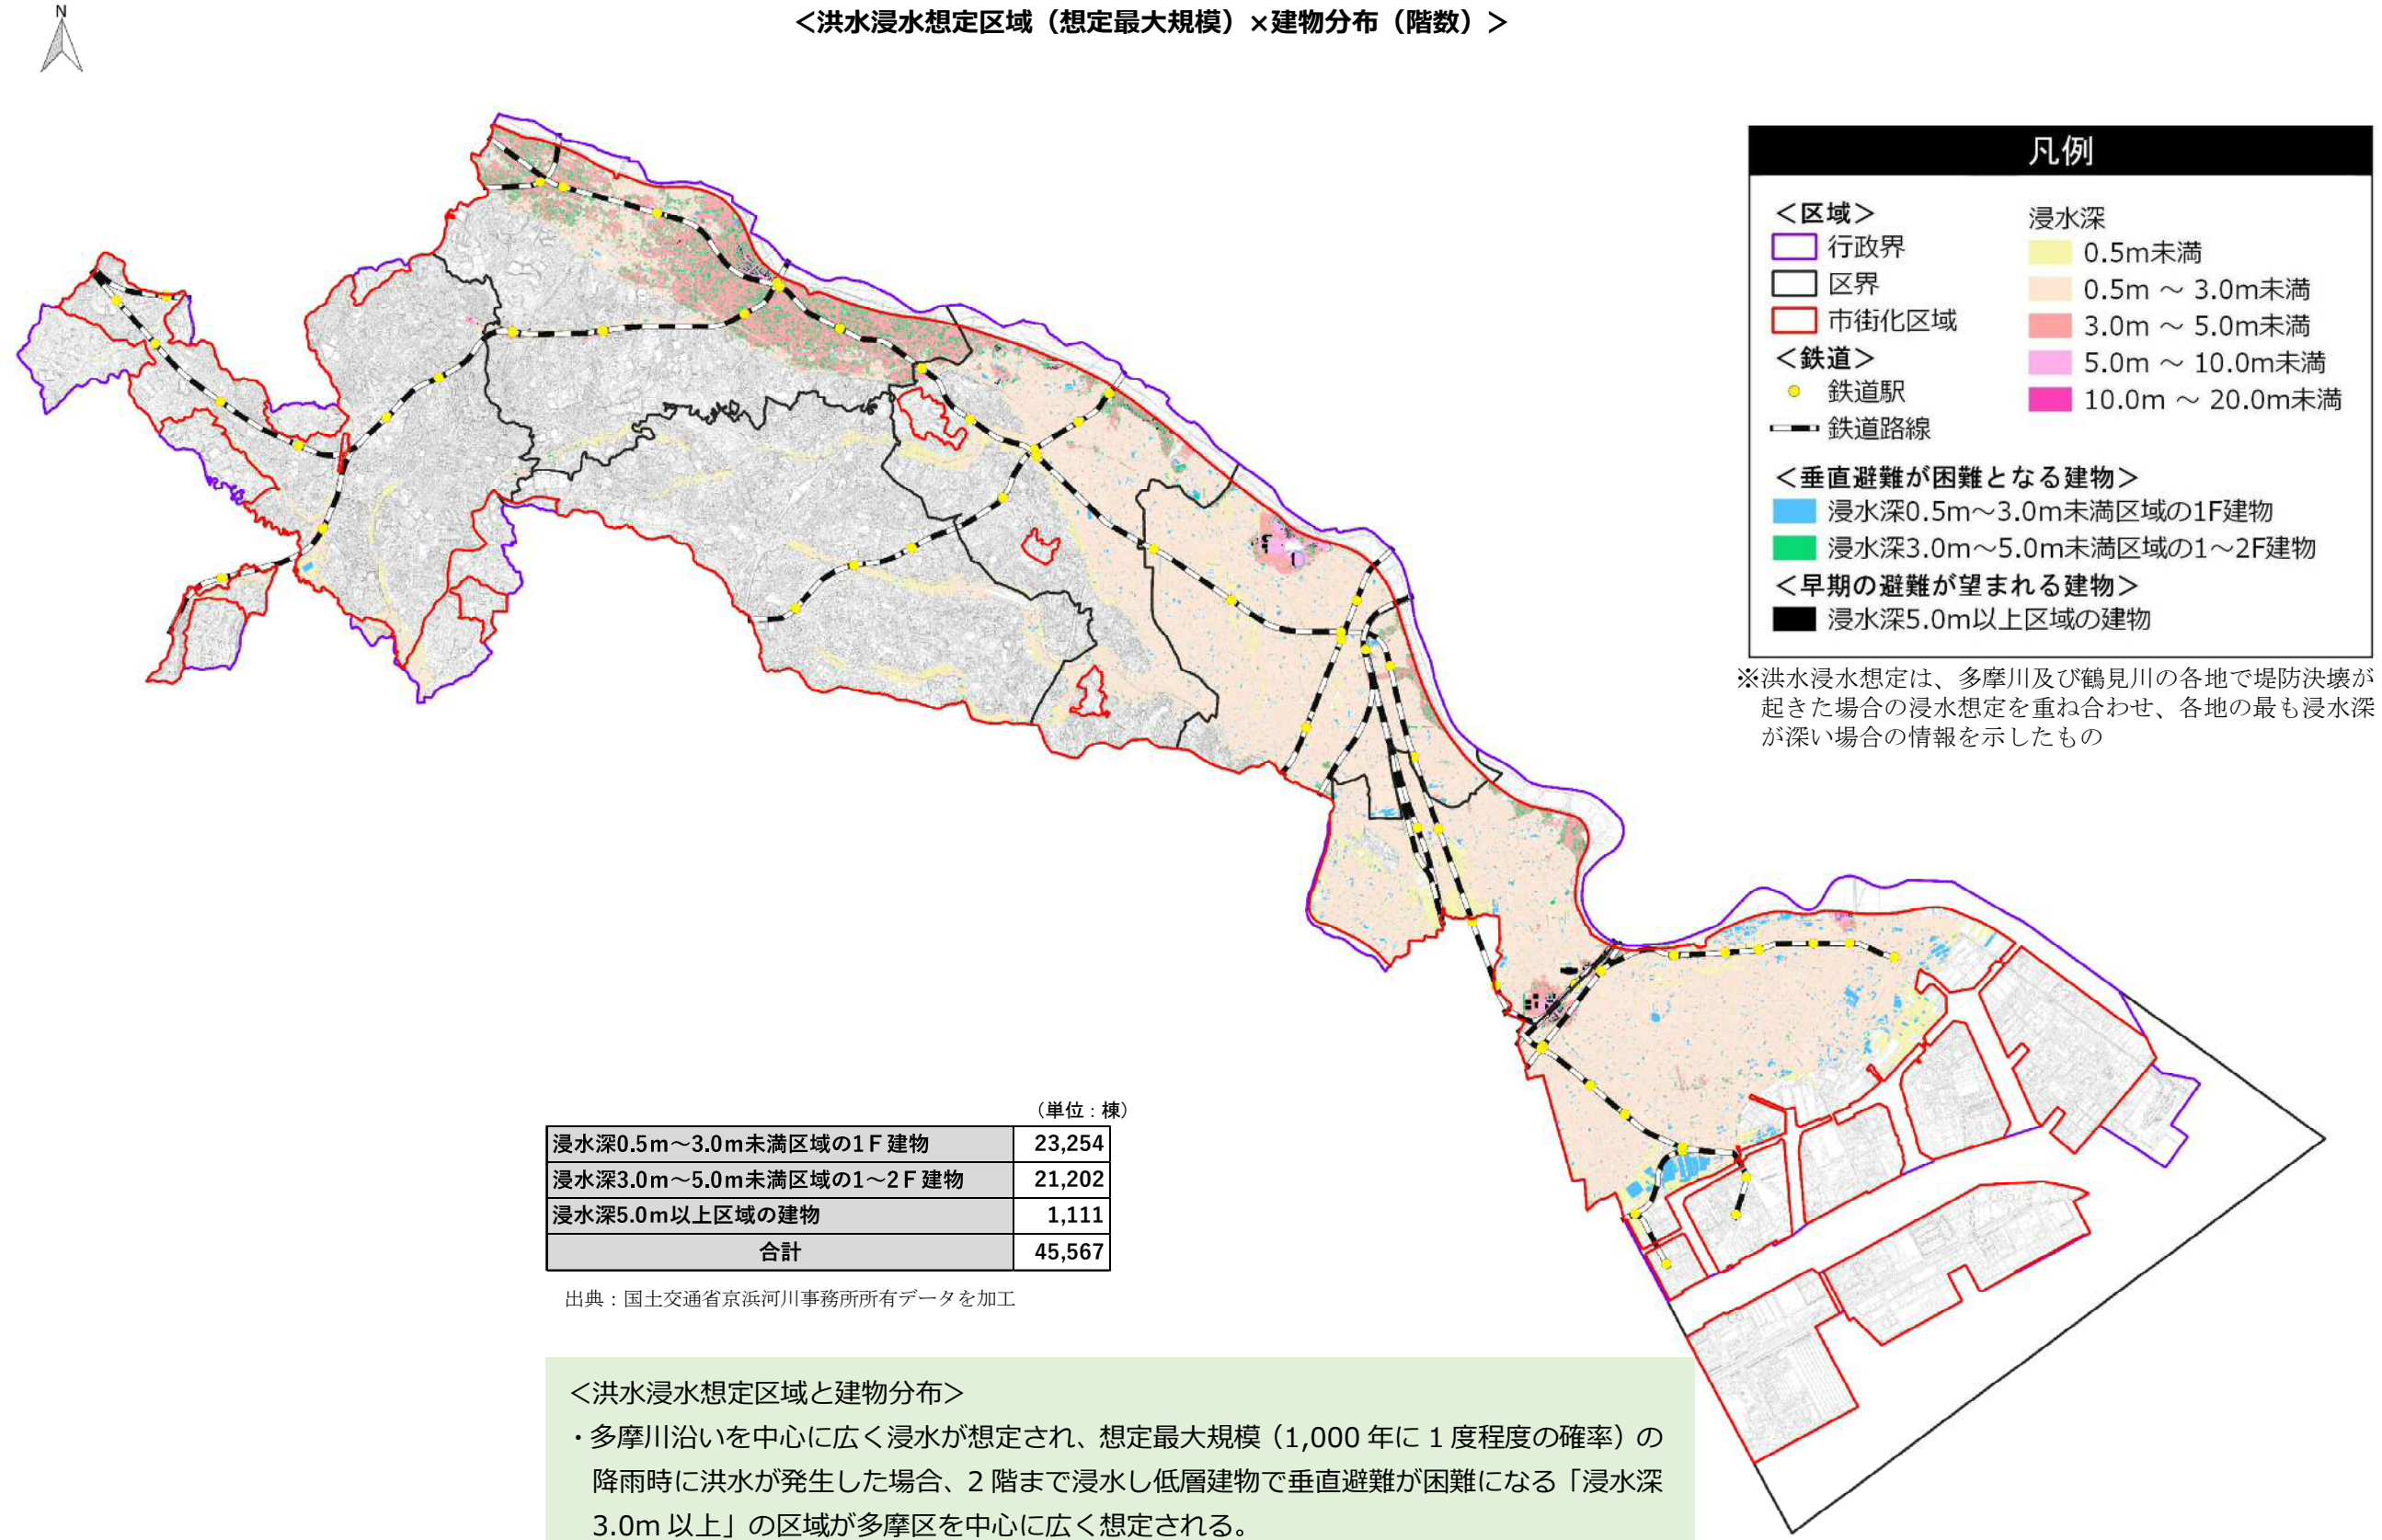 N
＜洪水浸水想定区域（想定最大規模）×建物分布（階数）＞
凡例
＜区域＞
行政界
区界
市街化区域
＜鉄道＞
鉄道駅
鉄道路線
浸水深
0.5m未満
0.5m ～ 3.0m未満
3.0m ～ 5.0m未満
5.0m ～ 10.0m未満
10.0m ～ 20.0m未満
＜垂直避難が困難となる建物＞
浸水深0.5m～3.0m未満区域の1F建物
浸水深3.0m～5.0m未満区域の1～2F建物
＜早期の避難が望まれる建物＞
浸水深5.0m以上区域の建物
※洪水浸水想定は、多摩川及び鶴見川の各地で堤防決壊が
起きた場合の浸水想定を重ね合わせ、各地の最も浸水深
が深い場合の情報を示したもの
（単位：棟）
浸水深0.5m～3.0m未満区域の1Ｆ建物 23,254
浸水深3.0m～5.0m未満区域の1～2Ｆ建物 21,202
浸水深5.0m以上区域の建物 1,111
合計 45,567
出典：国土交通省京浜河川事務所所有データを加工
＜洪水浸水想定区域と建物分布＞
・多摩川沿いを中心に広く浸水が想定され、想定最大規模（1,000 年に 1 度程度の確率）の
降雨時に洪水が発生した場合、2 階まで浸水し低層建物で垂直避難が困難になる「浸水深
3.0m 以上」の区域が多摩区を中心に広く想定される。